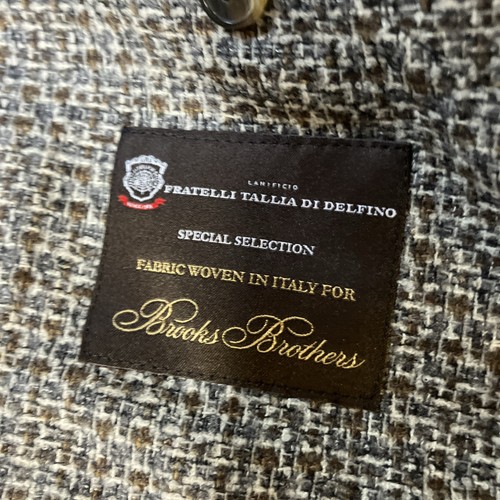 LANIFICIO
FRATELLI TALLIA DI DELFINO
SPECIAL SELECTION
FABRIC WOVEN IN ITALY FOR
Brooks Brothers